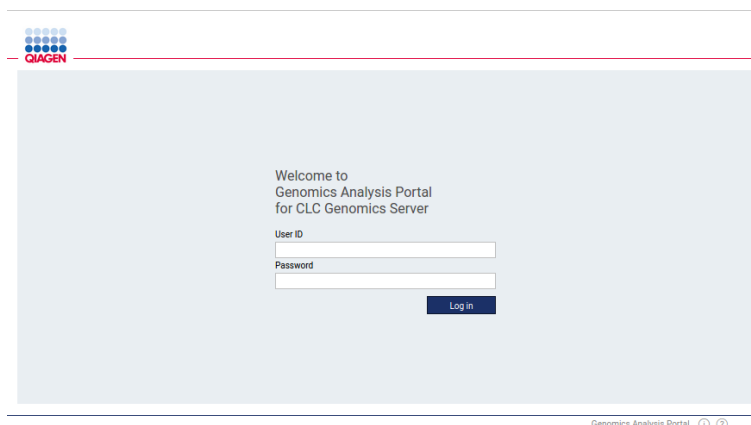 QIAGEN
Welcome to
Genomics Analysis Portal
for CLC Genomics Server
User ID
Password
Log in
Genomics Analysis Portal